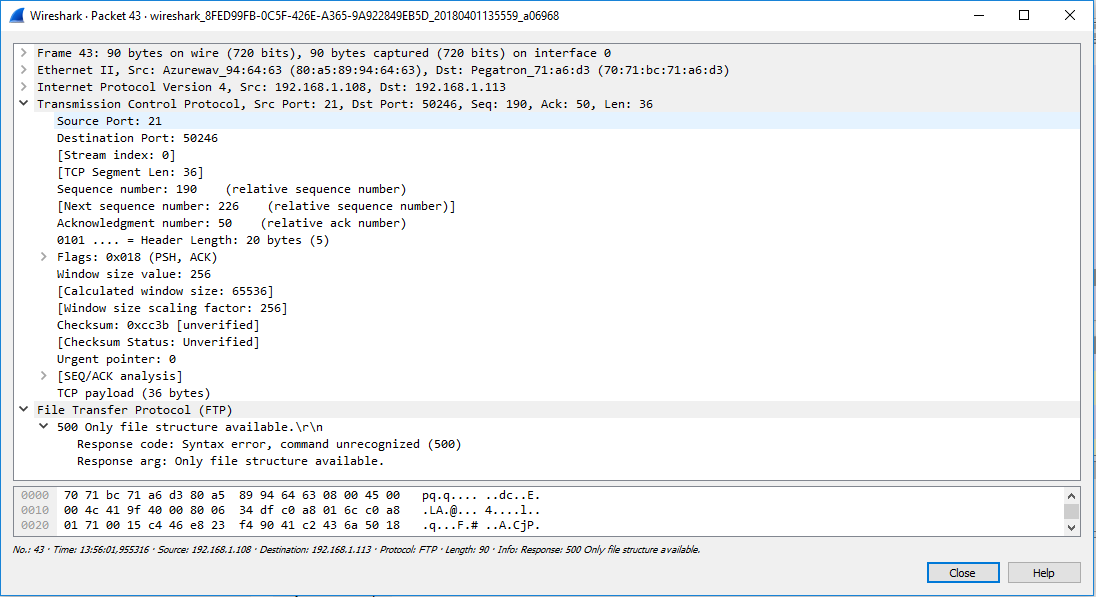 Wireshark · Packet 43 · wireshark_8FED99FB-0C5F-426E-A365-9A922849EB5D_20180401135559_a06968
Frame 43: 90 bytes on wire (720 bits), 90 bytes captured (720 bits) on interface 0
Ethernet II, Src: Azurewav_94:64:63 (80:a5:89:94:64:63), Dst: Pegatron_71:a6:d3 (70:71:bc:71:a6:d3)
Internet Protocol Version 4, Src: 192.168.1.108, Dst: 192.168.1.113
Transmission Control Protocol, Src Port: 21, Dst Port: 50246, Seq: 190, Ack: 50, Len: 36
Source Port: 21
Destination Port: 50246
[Stream index: 0]
[TCP Segment Len: 36]
Sequence number: 190    (relative sequence number)
[Next sequence number: 226    (relative sequence number)]
Acknowledgment number: 50    (relative ack number)
0101 .... = Header Length: 20 bytes (5)
Flags: 0x018 (PSH, ACK)
Window size value: 256
[Calculated window size: 65536]
[Window size scaling factor: 256]
Checksum: 0xcc3b [unverified]
[Checksum Status: Unverified]
Urgent pointer: 0
[SEQ/ACK analysis]
TCP payload (36 bytes)
File Transfer Protocol (FTP)
500 Only file structure available.\r\n
Response code: Syntax error, command unrecognized (500)
Response arg: Only file structure available.
0000  70 71 bc 71 a6 d3 80 a5  89 94 64 63 08 00 45 00   pq.q.... ..dc..E.
0010  00 4c 41 9f 40 00 80 06  34 df c0 a8 01 6c c0 a8   .LA.@... 4....l..
0020  01 71 00 15 c4 46 e8 23  f4 90 41 c2 43 6a 50 18   .q...F.# ..A.CjP.
No.: 43 · Time: 13:56:01,955316 · Source: 192.168.1.108 · Destination: 192.168.1.113 · Protocol: FTP · Length: 90 · Info: Response: 500 Only file structure available.
Close Help